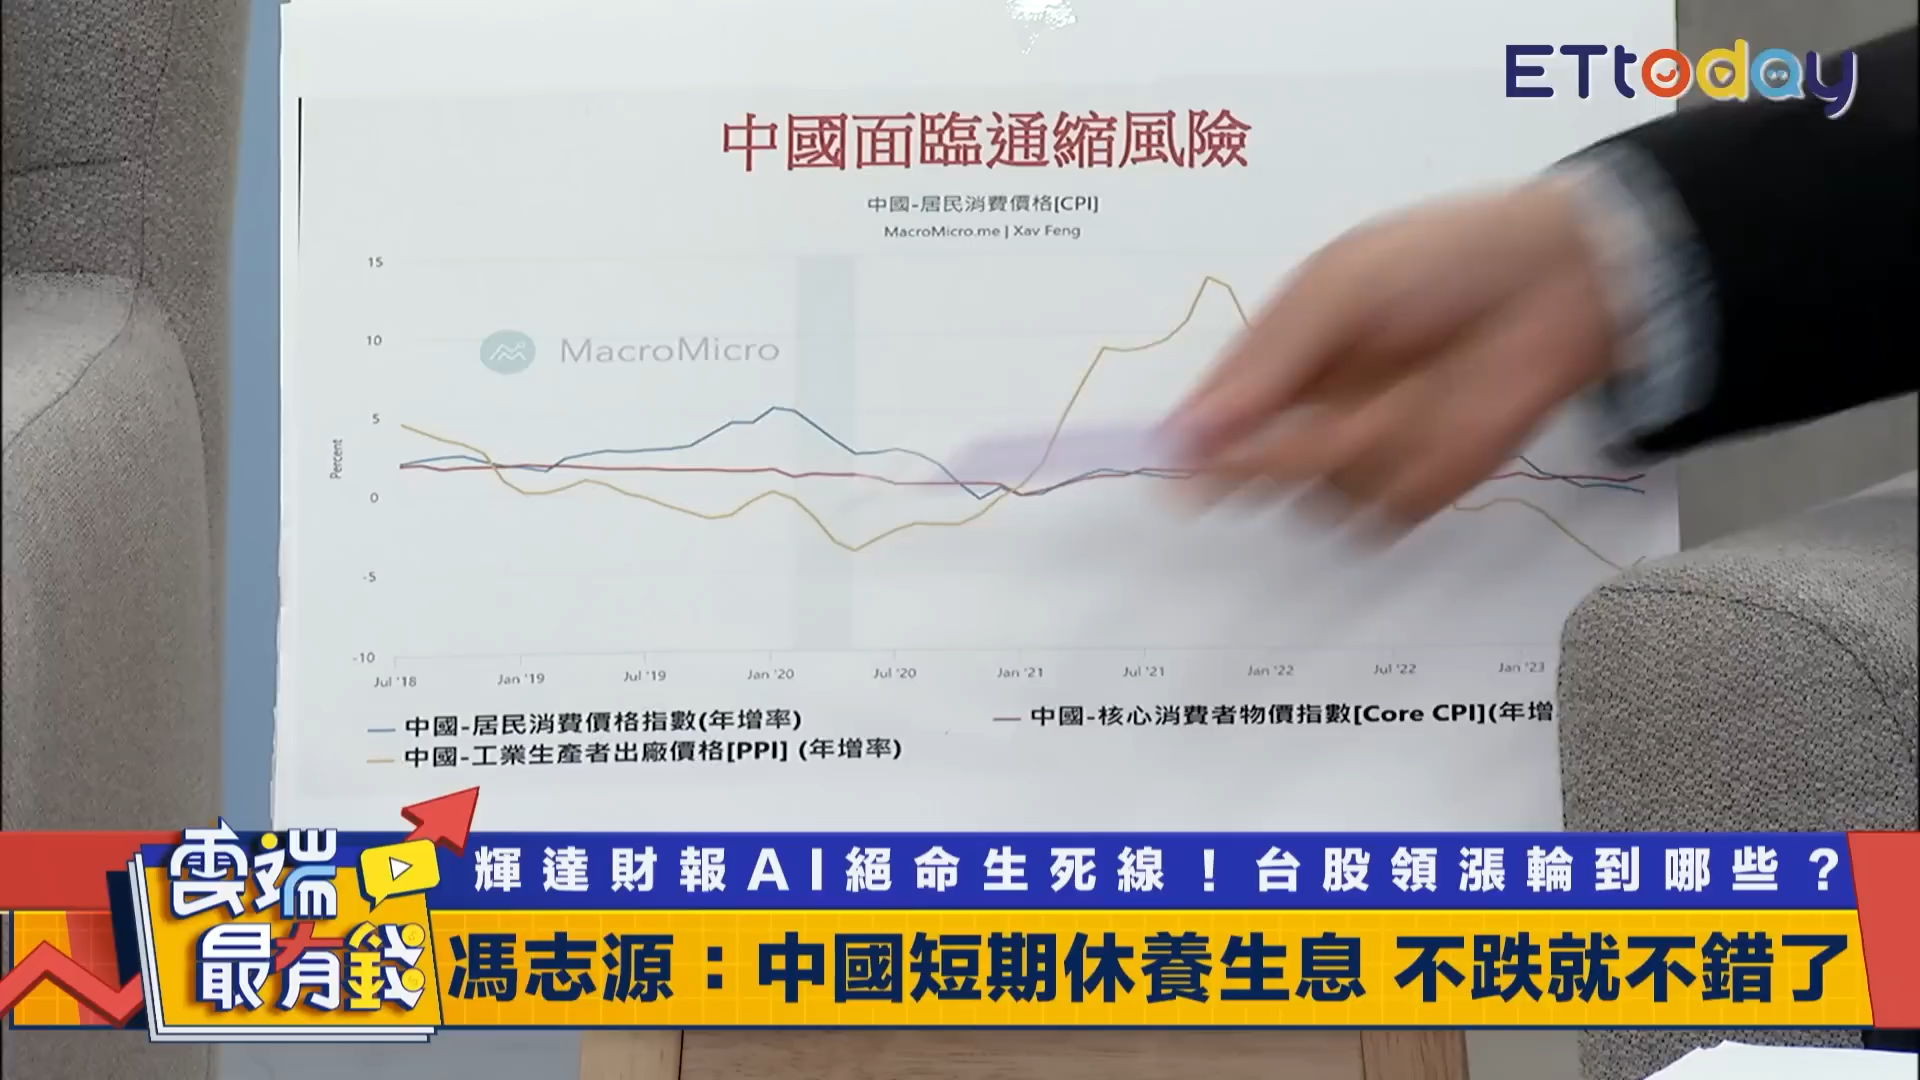 ETtoday
中國面臨通縮風險
中國-居民消費價格[CPI]
MacroMicro.me | Xav Feng
MacroMicro
Percent
15
10
5
0
-5
-10
Jul '18
Jan '19
Jul '19
Jan '20
Jul '20
Jan '21
Jul '21
Jan '22
Jul '22
Jan '23
中國-居民消費價格指數(年增率)
中國-核心消費者物價指數[Core CPI](年增
中國-工業生產者出廠價格[PPI] (年增率)
雲端
最有錢
輝達財報AI絕命生死線！台股領漲輪到哪些？
馮志源：中國短期休養生息 不跌就不錯了